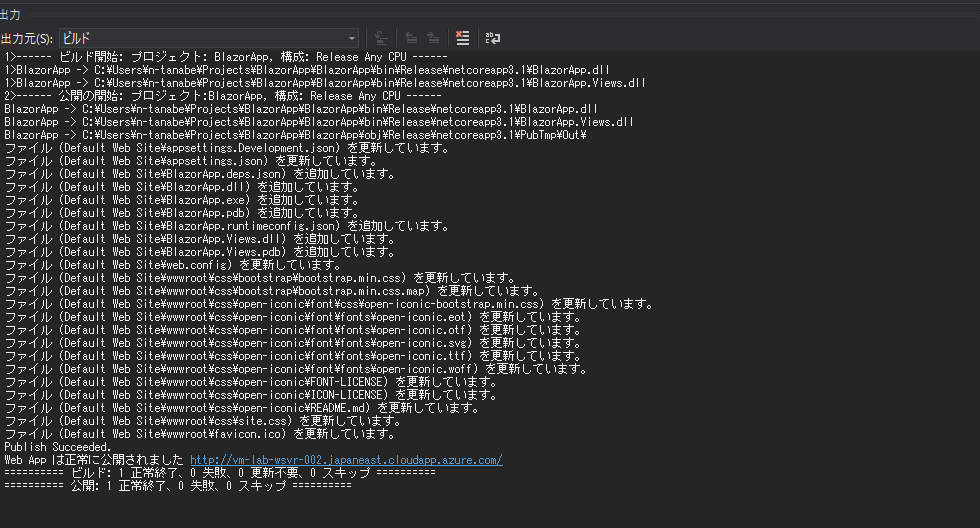 出力
出力元(S): ビルド
1>------ ビルド開始: プロジェクト: BlazorApp, 構成: Release Any CPU ------
1>BlazorApp -> C:¥Users¥n-tanabe¥Projects¥BlazorApp¥BlazorApp¥bin¥Release¥netcoreapp3.1¥BlazorApp.dll
1>BlazorApp -> C:¥Users¥n-tanabe¥Projects¥BlazorApp¥BlazorApp¥bin¥Release¥netcoreapp3.1¥BlazorApp.Views.dll
2>------ 公開の開始: プロジェクト:BlazorApp, 構成: Release Any CPU ------
BlazorApp -> C:¥Users¥n-tanabe¥Projects¥BlazorApp¥BlazorApp¥bin¥Release¥netcoreapp3.1¥BlazorApp.dll
BlazorApp -> C:¥Users¥n-tanabe¥Projects¥BlazorApp¥BlazorApp¥bin¥Release¥netcoreapp3.1¥BlazorApp.Views.dll
BlazorApp -> C:¥Users¥n-tanabe¥Projects¥BlazorApp¥BlazorApp¥obj¥Release¥netcoreapp3.1¥PubTmp¥Out¥
ファイル (Default Web Site¥appsettings.Development.json) を更新しています。
ファイル (Default Web Site¥appsettings.json) を更新しています。
ファイル (Default Web Site¥BlazorApp.deps.json) を追加しています。
ファイル (Default Web Site¥BlazorApp.dll) を追加しています。
ファイル (Default Web Site¥BlazorApp.exe) を追加しています。
ファイル (Default Web Site¥BlazorApp.pdb) を追加しています。
ファイル (Default Web Site¥BlazorApp.runtimeconfig.json) を追加しています。
ファイル (Default Web Site¥BlazorApp.Views.dll) を追加しています。
ファイル (Default Web Site¥BlazorApp.Views.pdb) を追加しています。
ファイル (Default Web Site¥web.config) を更新しています。
ファイル (Default Web Site¥wwwroot¥css¥bootstrap¥bootstrap.min.css) を更新しています。
ファイル (Default Web Site¥wwwroot¥css¥bootstrap¥bootstrap.min.css.map) を更新しています。
ファイル (Default Web Site¥wwwroot¥css¥open-iconic¥font¥css¥open-iconic-bootstrap.min.css) を更新しています。
ファイル (Default Web Site¥wwwroot¥css¥open-iconic¥font¥fonts¥open-iconic.eot) を更新しています。
ファイル (Default Web Site¥wwwroot¥css¥open-iconic¥font¥fonts¥open-iconic.otf) を更新しています。
ファイル (Default Web Site¥wwwroot¥css¥open-iconic¥font¥fonts¥open-iconic.svg) を更新しています。
ファイル (Default Web Site¥wwwroot¥css¥open-iconic¥font¥fonts¥open-iconic.ttf) を更新しています。
ファイル (Default Web Site¥wwwroot¥css¥open-iconic¥font¥fonts¥open-iconic.woff) を更新しています。
ファイル (Default Web Site¥wwwroot¥css¥open-iconic¥FONT-LICENSE) を更新しています。
ファイル (Default Web Site¥wwwroot¥css¥open-iconic¥ICON-LICENSE) を更新しています。
ファイル (Default Web Site¥wwwroot¥css¥open-iconic¥README.md) を更新しています。
ファイル (Default Web Site¥wwwroot¥css¥site.css) を更新しています。
ファイル (Default Web Site¥wwwroot¥favicon.ico) を更新しています。
Publish Succeeded.
Web App は正常に公開されました http://vm-lab-wsvr-002.japaneast.cloudapp.azure.com/
========== ビルド: 1 正常終了、0 失敗、0 更新不要、0 スキップ ==========
========== 公開: 1 正常終了、0 失敗、0 スキップ ==========